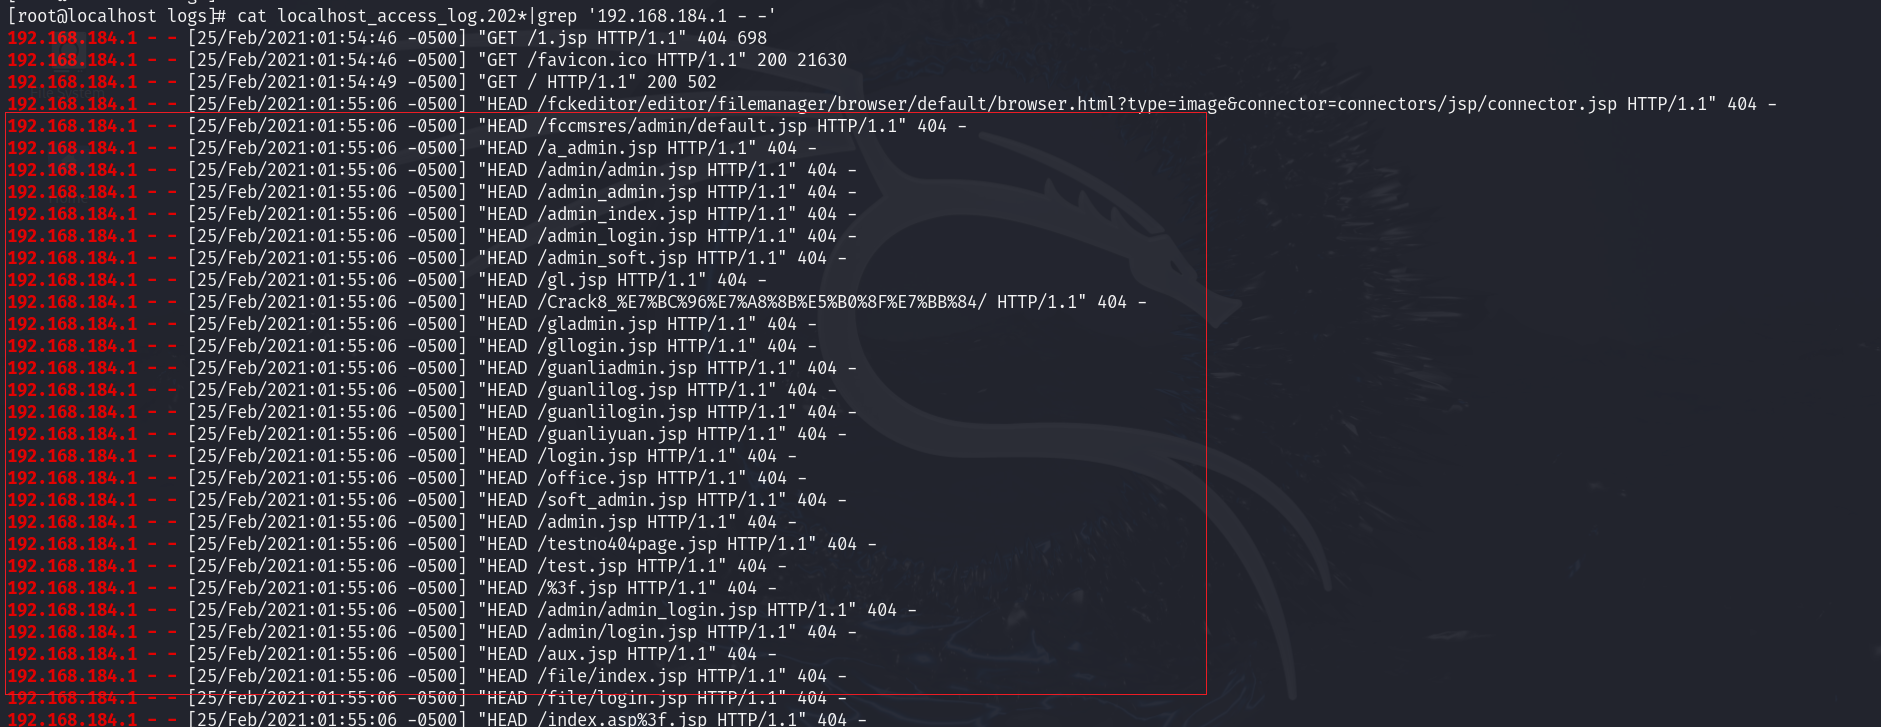 [root@localhost logs]# cat localhost_access_log.202*|grep '192.168.184.1 - -'
192.168.184.1 - - [25/Feb/2021:01:54:46 -0500] "GET /1.jsp HTTP/1.1" 404 698
192.168.184.1 - - [25/Feb/2021:01:54:46 -0500] "GET /favicon.ico HTTP/1.1" 200 21630
192.168.184.1 - - [25/Feb/2021:01:54:49 -0500] "GET / HTTP/1.1" 200 502
192.168.184.1 - - [25/Feb/2021:01:55:06 -0500] "HEAD /fckeditor/editor/filemanager/browser/default/browser.html?type=image&connector=connectors/jsp/connector.jsp HTTP/1.1" 404 -
192.168.184.1 - - [25/Feb/2021:01:55:06 -0500] "HEAD /fccmsres/admin/default.jsp HTTP/1.1" 404 -
192.168.184.1 - - [25/Feb/2021:01:55:06 -0500] "HEAD /a_admin.jsp HTTP/1.1" 404 -
192.168.184.1 - - [25/Feb/2021:01:55:06 -0500] "HEAD /admin/admin.jsp HTTP/1.1" 404 -
192.168.184.1 - - [25/Feb/2021:01:55:06 -0500] "HEAD /admin_admin.jsp HTTP/1.1" 404 -
192.168.184.1 - - [25/Feb/2021:01:55:06 -0500] "HEAD /admin_index.jsp HTTP/1.1" 404 -
192.168.184.1 - - [25/Feb/2021:01:55:06 -0500] "HEAD /admin_login.jsp HTTP/1.1" 404 -
192.168.184.1 - - [25/Feb/2021:01:55:06 -0500] "HEAD /admin_soft.jsp HTTP/1.1" 404 -
192.168.184.1 - - [25/Feb/2021:01:55:06 -0500] "HEAD /gl.jsp HTTP/1.1" 404 -
192.168.184.1 - - [25/Feb/2021:01:55:06 -0500] "HEAD /Crack8_%E7%BC%96%E7%A8%8B%E5%B0%8F%E7%BB%84/ HTTP/1.1" 404 -
192.168.184.1 - - [25/Feb/2021:01:55:06 -0500] "HEAD /gladmin.jsp HTTP/1.1" 404 -
192.168.184.1 - - [25/Feb/2021:01:55:06 -0500] "HEAD /gllogin.jsp HTTP/1.1" 404 -
192.168.184.1 - - [25/Feb/2021:01:55:06 -0500] "HEAD /guanliadmin.jsp HTTP/1.1" 404 -
192.168.184.1 - - [25/Feb/2021:01:55:06 -0500] "HEAD /guanlilog.jsp HTTP/1.1" 404 -
192.168.184.1 - - [25/Feb/2021:01:55:06 -0500] "HEAD /guanlilogin.jsp HTTP/1.1" 404 -
192.168.184.1 - - [25/Feb/2021:01:55:06 -0500] "HEAD /guanliyuan.jsp HTTP/1.1" 404 -
192.168.184.1 - - [25/Feb/2021:01:55:06 -0500] "HEAD /login.jsp HTTP/1.1" 404 -
192.168.184.1 - - [25/Feb/2021:01:55:06 -0500] "HEAD /office.jsp HTTP/1.1" 404 -
192.168.184.1 - - [25/Feb/2021:01:55:06 -0500] "HEAD /soft_admin.jsp HTTP/1.1" 404 -
192.168.184.1 - - [25/Feb/2021:01:55:06 -0500] "HEAD /admin.jsp HTTP/1.1" 404 -
192.168.184.1 - - [25/Feb/2021:01:55:06 -0500] "HEAD /testno404page.jsp HTTP/1.1" 404 -
192.168.184.1 - - [25/Feb/2021:01:55:06 -0500] "HEAD /test.jsp HTTP/1.1" 404 -
192.168.184.1 - - [25/Feb/2021:01:55:06 -0500] "HEAD /%3f.jsp HTTP/1.1" 404 -
192.168.184.1 - - [25/Feb/2021:01:55:06 -0500] "HEAD /admin/admin_login.jsp HTTP/1.1" 404 -
192.168.184.1 - - [25/Feb/2021:01:55:06 -0500] "HEAD /admin/login.jsp HTTP/1.1" 404 -
192.168.184.1 - - [25/Feb/2021:01:55:06 -0500] "HEAD /aux.jsp HTTP/1.1" 404 -
192.168.184.1 - - [25/Feb/2021:01:55:06 -0500] "HEAD /file/index.jsp HTTP/1.1" 404 -
192.168.184.1 - - [25/Feb/2021:01:55:06 -0500] "HEAD /file/login.jsp HTTP/1.1" 404 -
192.168.184.1 - - [25/Feb/2021:01:55:06 -0500] "HEAD /index.asp%3f.jsp HTTP/1.1" 404 -